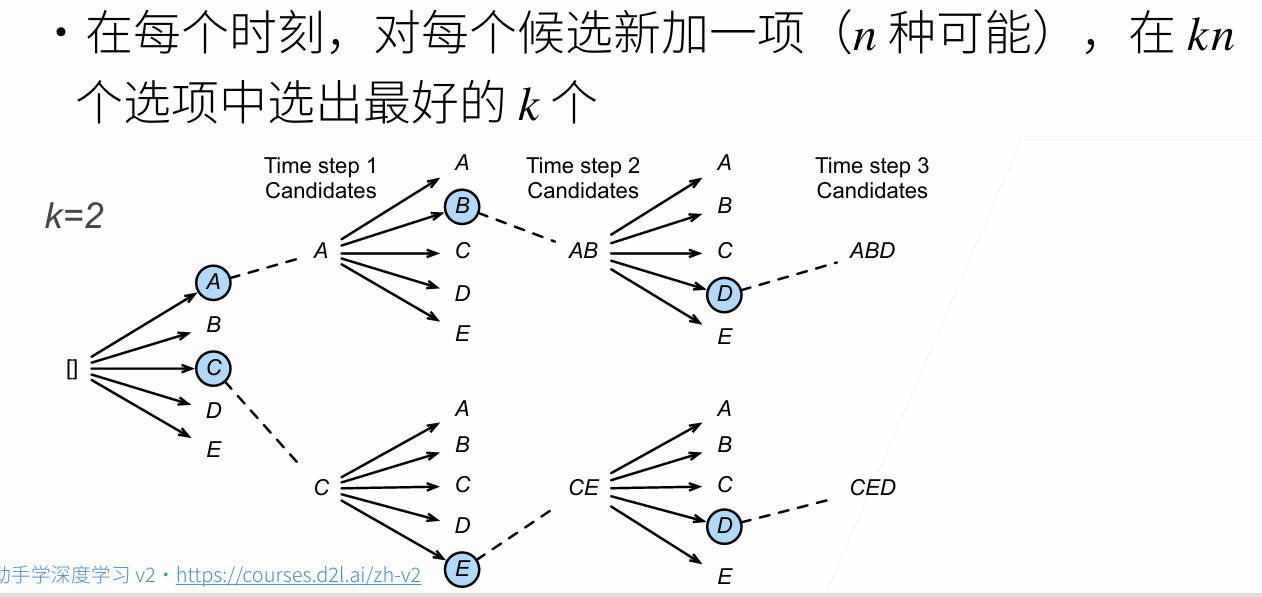 • 在每个时刻，对每个候选新加一项（n 种可能），在 kn
个选项中选出最好的 k 个
k=2
Time step 1
Candidates
Time step 2
Candidates
Time step 3
Candidates
[]
A
B
C
D
E
A
C
A
B
C
D
E
A
B
C
D
E
AB
CE
A
B
C
D
E
A
B
C
D
E
ABD
CED
动手学深度学习 v2 • https://courses.d2l.ai/zh-v2